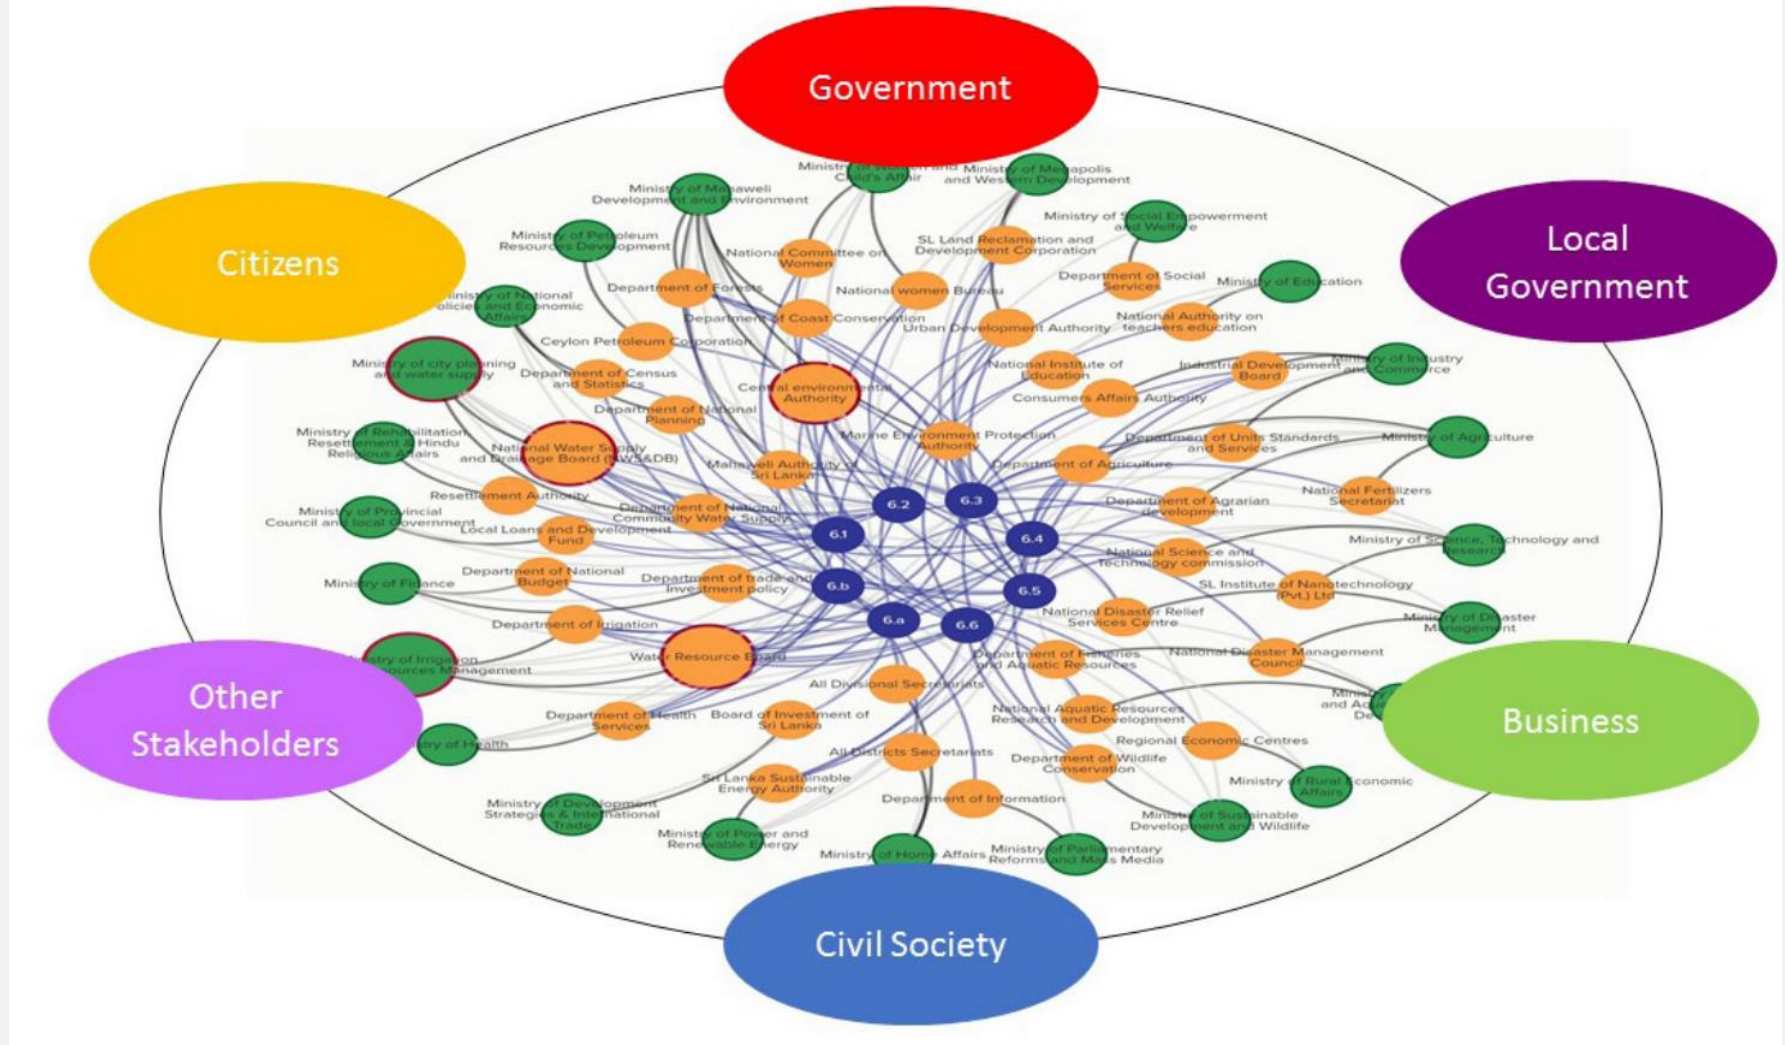 Government
Citizens
Local
Government
Other
Stakeholders
Business
Civil Society
Child's Affair
Ministry of Megapolis
and Western Development
Ministry of Mahaweli
Development and Environment
Ministry of Social Empowerment
and Welfare
Ministry of Petroleum
Resources Development
National Committee on
Women
SL Land Reclamation and
Development Corporation
Department of Social
Services
Ministry of Education
Department of Forests
National women Bureau
of National
and Economic
Affairs
Department of Coast Conservation
Urban Development Authority
National Authority on
teachers education
Ceylon Petroleum Corporation
Ministry of city planning
and water supply
Department of Census
and Statistics
National Institute of
Education
Industrial Development
Board
Ministry of Industry
and Commerce
Central environmental
Authority
Consumers Affairs Authority
Department of National
Planning
Ministry of Rehabilitation
Resettlement & Hindu
Religious Affairs
National Water Supply
and Drainage Board (NWS&DB)
Marine Environment Protection
Authority
Department of Units Standards
and Services
Ministry of Agriculture
Mahaweli Authority of
Sri Lanka
Department of Agriculture
Resettlement Authority
National Fertilizers
Secretariat
Department of National
Community Water Supply
Department of Agrarian
development
Ministry of Provincial
Council and local Government
Local Loans and Development
Fund
6.2
6.3
6.1
6.4
Ministry of Science, Technology and
Research
National Science and
Technology commission
Ministry of Finance
Department of National
Budget
Department of trade and
Investment policy
6.b
6.5
SL Institute of Nanotechnology
(Pvt.) Ltd
6.a
6.6
National Disaster Relief
Services Centre
Ministry of Disaster
Management
Department of Irrigation
Water Resource Board
Department of Fisheries
and Aquatic Resources
National Disaster Management
Council
of Irrigation
Management
All Divisional Secretariats
Department of Health
Services
Board of Investment of
Sri Lanka
National Aquatic Resources
Research and Development
and
of Health
Regional Economic Centres
All Districts Secretariats
Department of Wildlife
Conservation
Sri Lanka Sustainable
Energy Authority
Ministry of Rural Economic
Affairs
Department of Information
Ministry of Development
Strategies & International
Trade
Ministry of Sustainable
Development and Wildlife
Ministry of Power and
Renewable Energy
Ministry of Home Affairs
Ministry of Parliamentary
Reforms and Mass Media